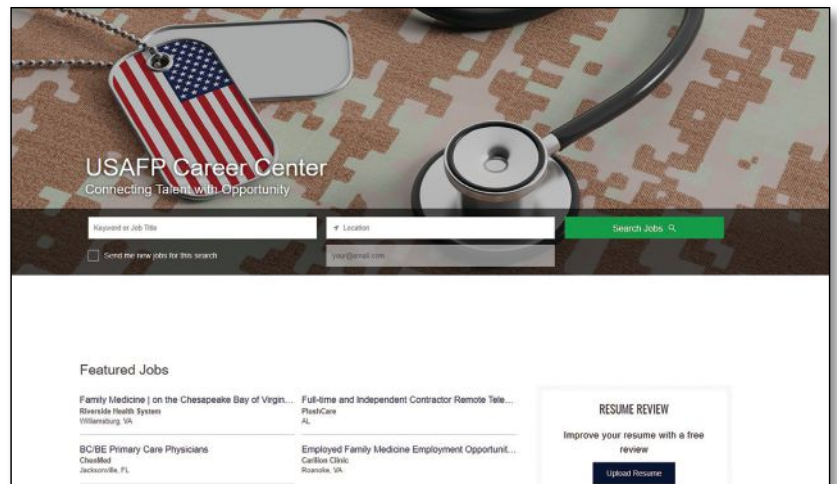 USAFP Career Center
Connecting Talent with Opportunity
Keyword or Job Title
Location
Search Jobs
Send me new jobs for this search
your@email.com
Featured Jobs
Family Medicine | on the Chesapeake Bay of Virgin...
Riverside Health System
Williamsburg, VA
Full-time and Independent Contractor Remote Tele...
PlushCare
AL
BC/BE Primary Care Physicians
ChenMed
Jacksonville, FL
Employed Family Medicine Employment Opportunit...
Carilion Clinic
Roanoke, VA
RESUME REVIEW
Improve your resume with a free
review
Upload Resume